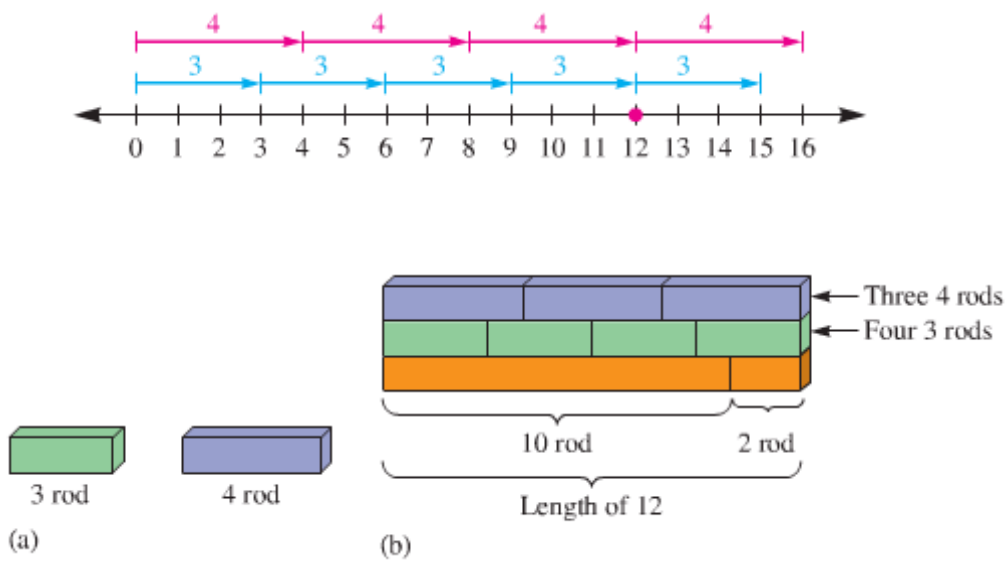 4 4 4 4
3 3 3 3 3
0 1 2 3 4 5 6 7 8 9 10 11 12 13 14 15 16
Three 4 rods
Four 3 rods
10 rod 2 rod
3 rod 4 rod
Length of 12
(a) (b)